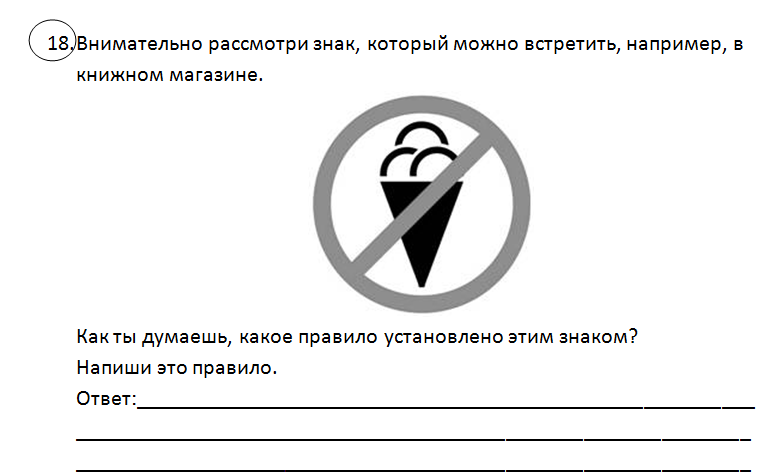 18. Внимательно рассмотри знак, который можно встретить, например, в
книжном магазине.
Как ты думаешь, какое правило установлено этим знаком?
Напиши это правило.
Ответ: